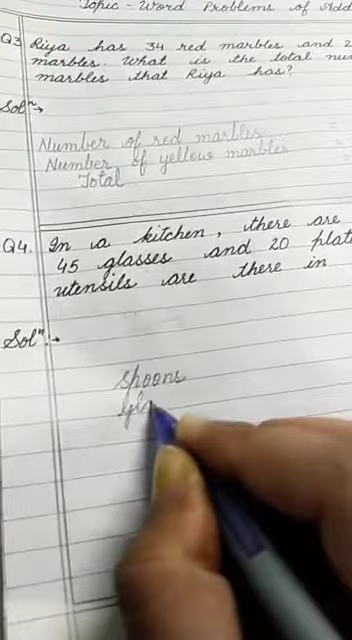 Topic - Word Problems of Add
Q3 Riya has 34 red marbles and 2
marbles. What is the total num
marbles that Riya has?
Solⁿ→
Number of red marbles =
Number of yellow marbles =
Total
Q4. In a kitchen, there are
45 glasses and 20 plat
utensils are there in
Solⁿ:→
spoons
gl